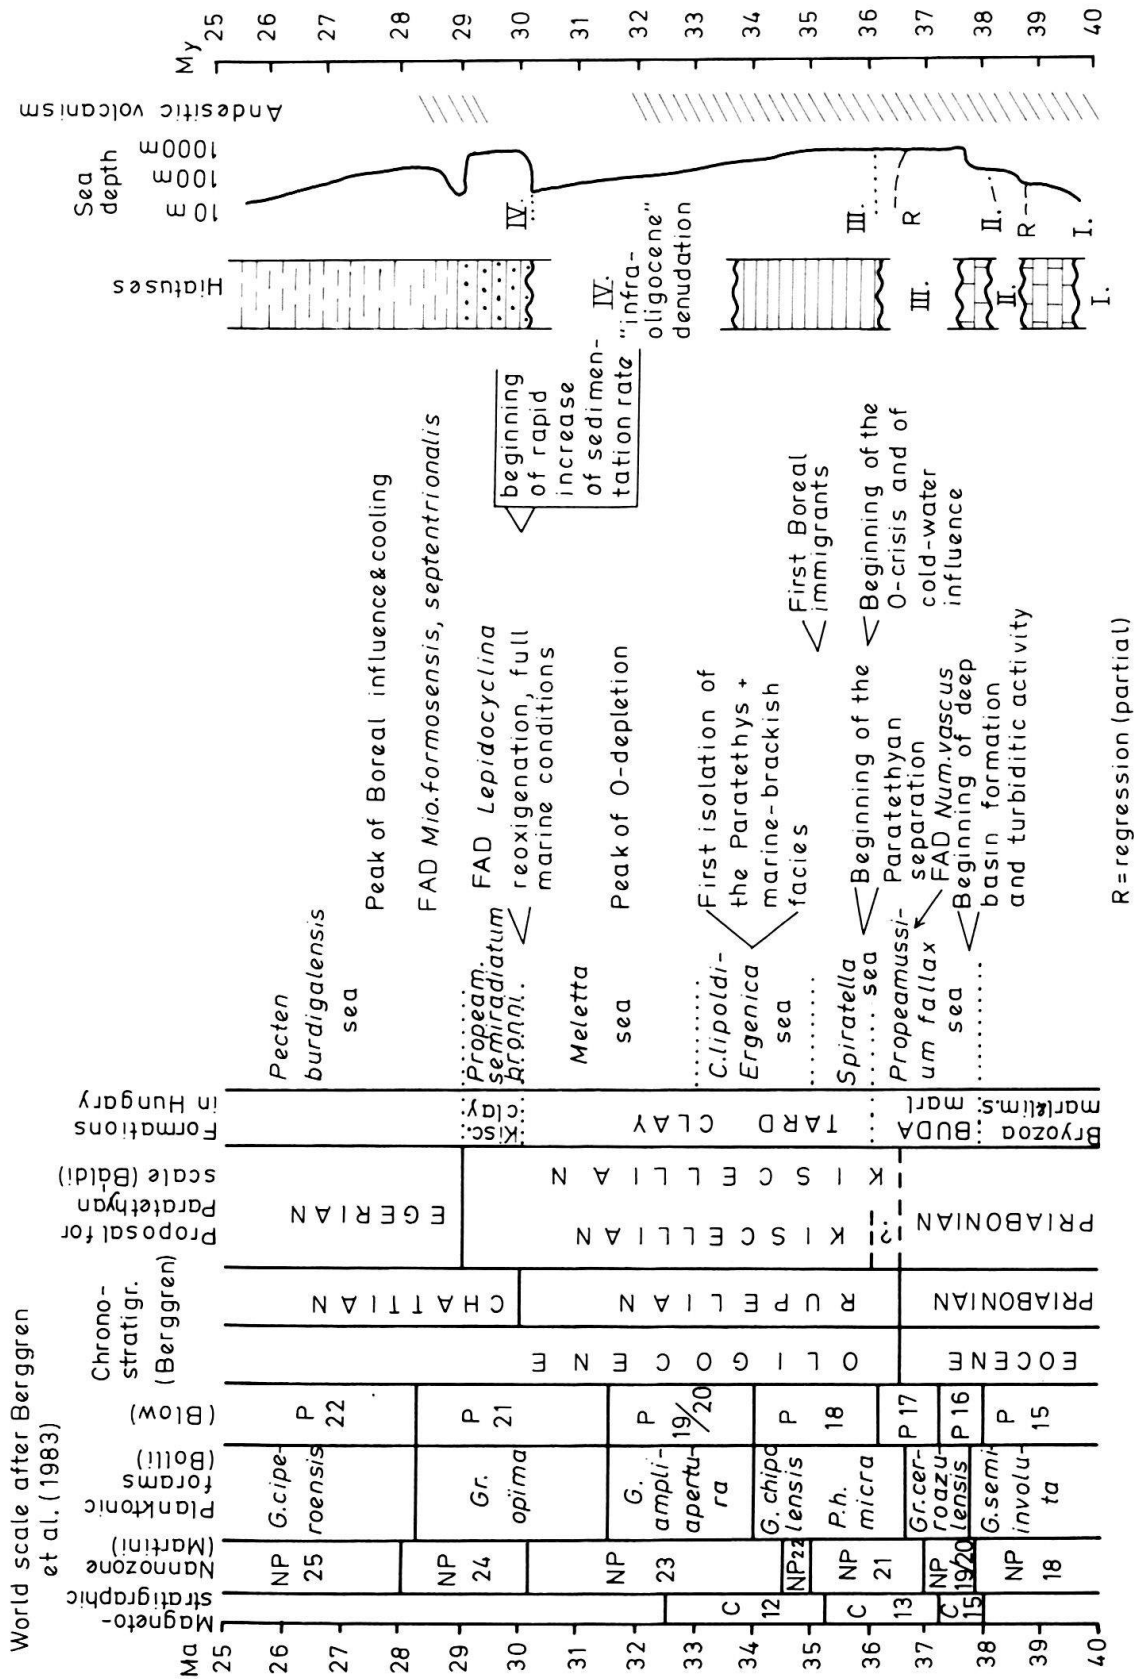 World scale after Berggren
et al. (1983)
Ma
25
26
27
28
29
30
31
32
33
34
35
36
37
38
39
40
Magneto-
stratigraphic
C
12
C
13
C
15
Nannozone
(Martini)
NP
25
NP
24
NP
23
NP22
NP
21
NP
19/20
NP
18
Planktonic
forams
(Bolli)
G.cipe-
roensis
Gr.
opima
G.
ampli-
apertu-
ra
G. chipo
lensis
P.h.
micra
Gr.cer-
roazu-
lensis
G.semi-
involu-
ta
(Blow)
P
22
P
21
P
19/20
P
18
P 17
P 16
P
15
Chrono-
stratigr.
(Berggren)
OLIGOCENE
EOCENE
CHATTIAN
RUPELIAN
PRIABONIAN
Proposal for
Paratethyan
scale (Báldi)
EGERIAN
KISCELLIAN
KISCELLIAN
?
PRIABONIAN
Formations
in Hungary
Kisc.
clay
TARD CLAY
BUDA
marl
Bryozoa
marl&lim.s
Pecten
burdigalensis
sea
Propeam.
semiradiatum
bronni
Meletta
sea
C.lipoldi-
Ergenica
sea
Spiratella
sea
Propeamussi-
um fallax
sea
Peak of Boreal influence & cooling
FAD Mio.formosensis, septentrionalis
FAD Lepidocyclina
reoxigenation, full
marine conditions
Peak of O-depletion
First isolation of
the Paratethys +
marine-brackish
facies
Beginning of the
Paratethyan
separation
FAD Num.vascus
Beginning of deep
basin formation
and turbiditic activity
beginning
of rapid
increase
of sedimen-
tation rate
First Boreal
immigrants
Beginning of the
O-crisis and of
cold-water
influence
Hiatuses
IV.
"infra-
oligocene"
denudation
III.
II.
I.
Sea
depth
10 m
100m
1000m
IV.
III.
R
II.
R
I.
Andesitic volcanism
My
25
26
27
28
29
30
31
32
33
34
35
36
37
38
39
40
R=regression (partial)